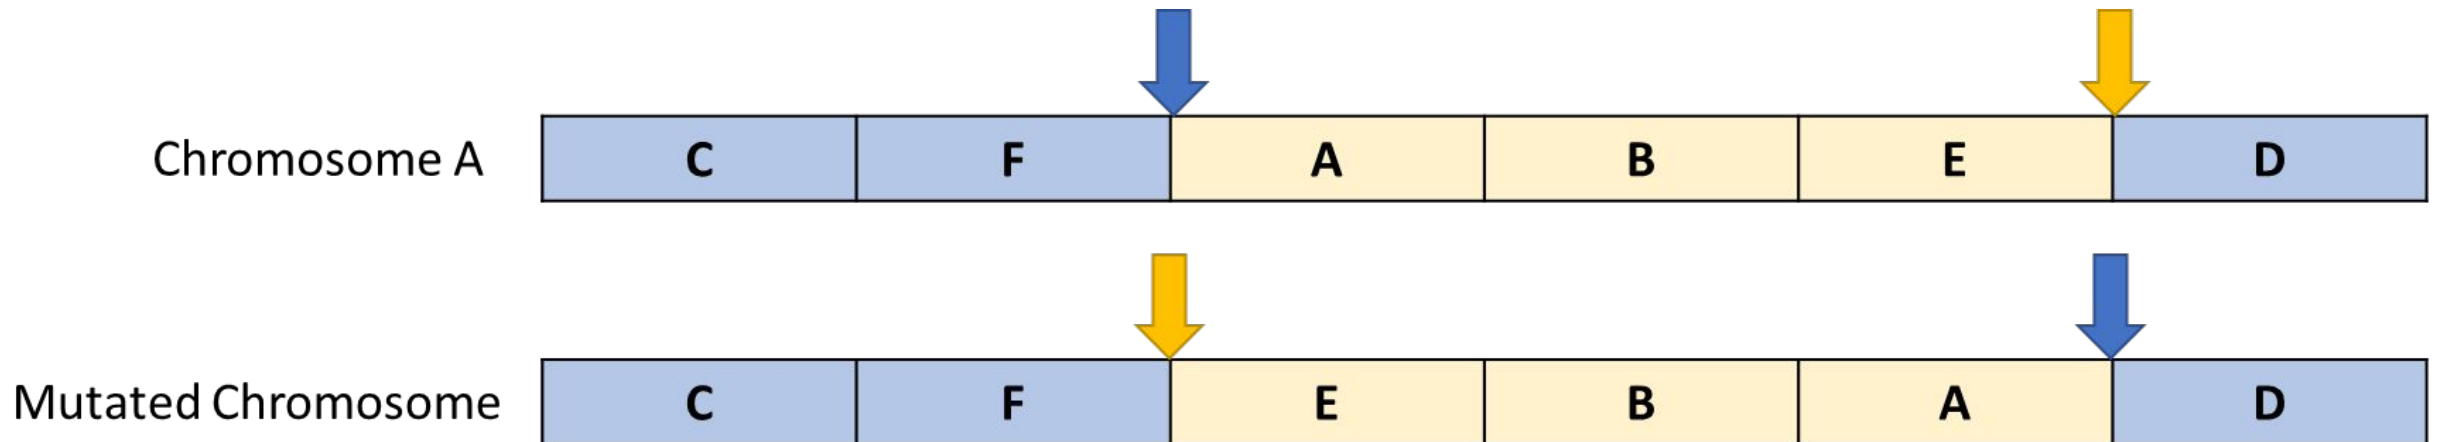 Chromosome A C F A B E D
Mutated Chromosome C F E B A D